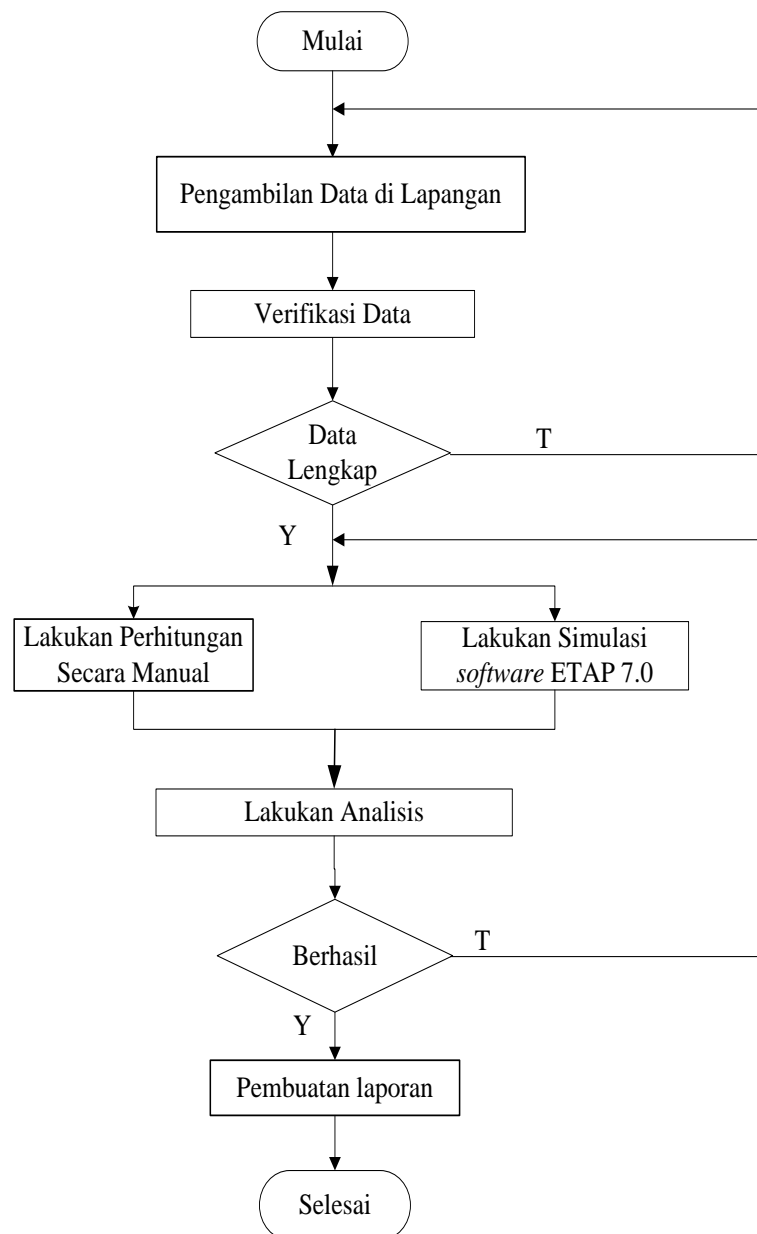 Mulai
Pengambilan Data di Lapangan
Verifikasi Data
Data
Lengkap
T
Y
Lakukan Perhitungan
Secara Manual
Lakukan Simulasi
software ETAP 7.0
Lakukan Analisis
Berhasil
T
Y
Pembuatan laporan
Selesai